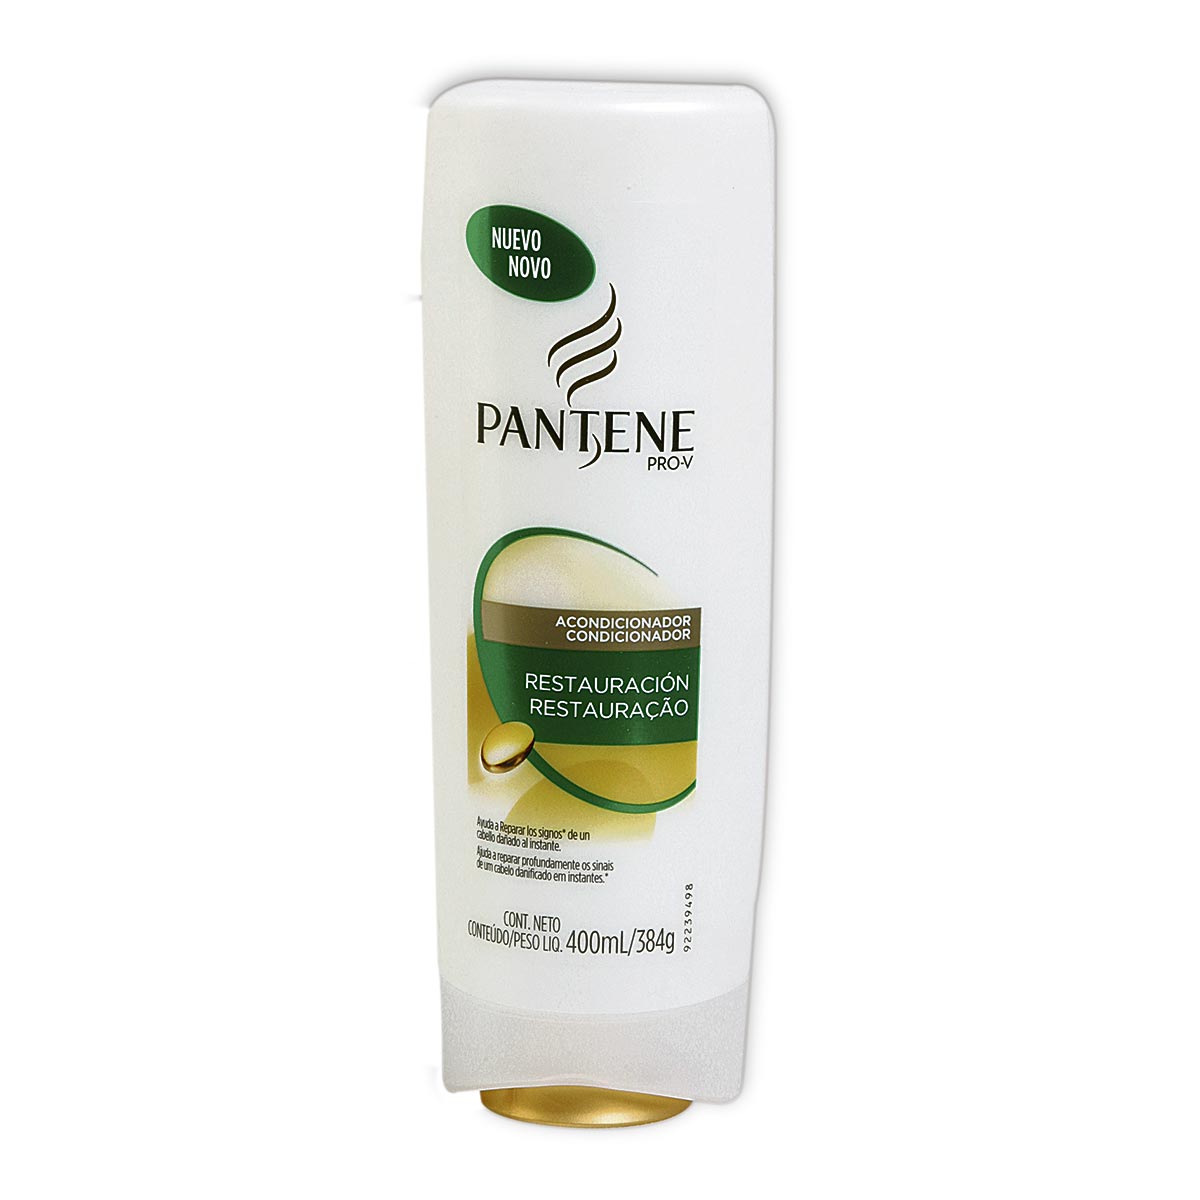 NUEVO
NOVO
PANTENE
PRO-V
ACONDICIONADOR
CONDICIONADOR
RESTAURACIÓN
RESTAURAÇÃO
Ayuda a Reparar los signos* de un
cabello dañado al instante.
Ajuda a reparar profundamente os sinais
de um cabelo danificado em instantes.*
CONT. NETO
CONTEÚDO/PESO LIQ. 400mL/384g
92239498